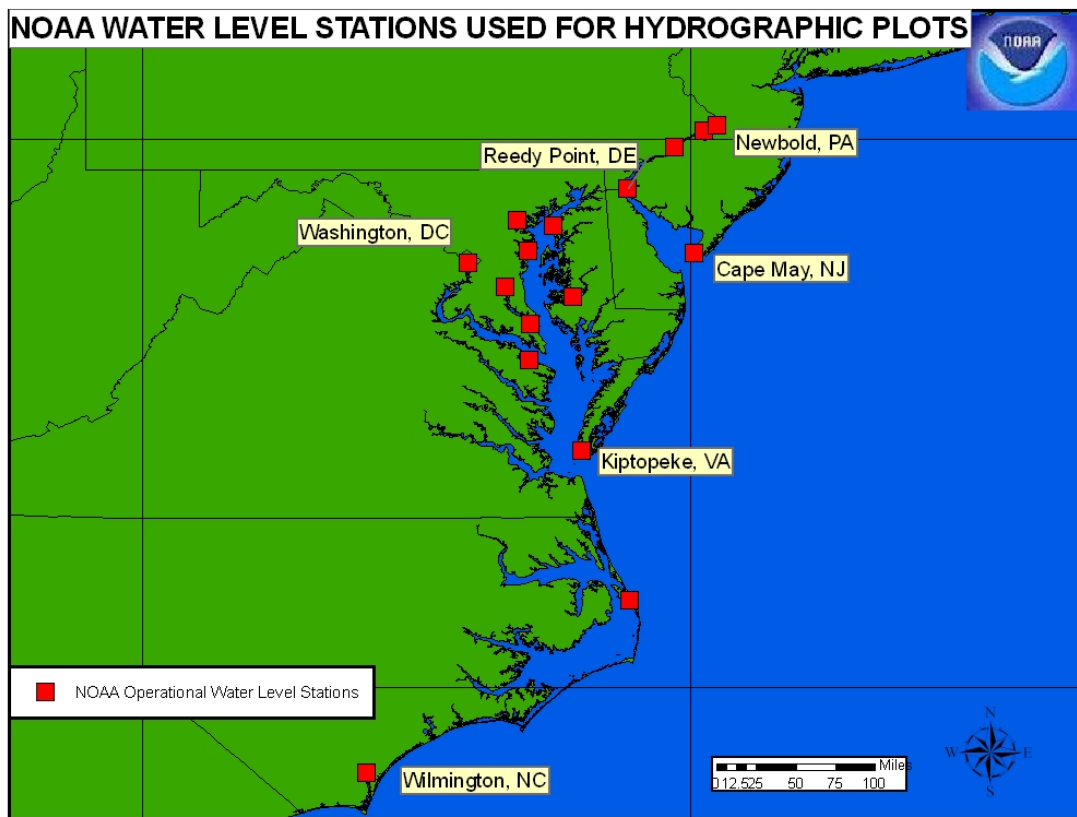 NOAA WATER LEVEL STATIONS USED FOR HYDROGRAPHIC PLOTS
NOAA
Newbold, PA
Reedy Point, DE
Washington, DC
Cape May, NJ
Kiptopeke, VA
NOAA Operational Water Level Stations
Wilmington, NC
Miles
0 12.525 50 75 100
N
W E
S